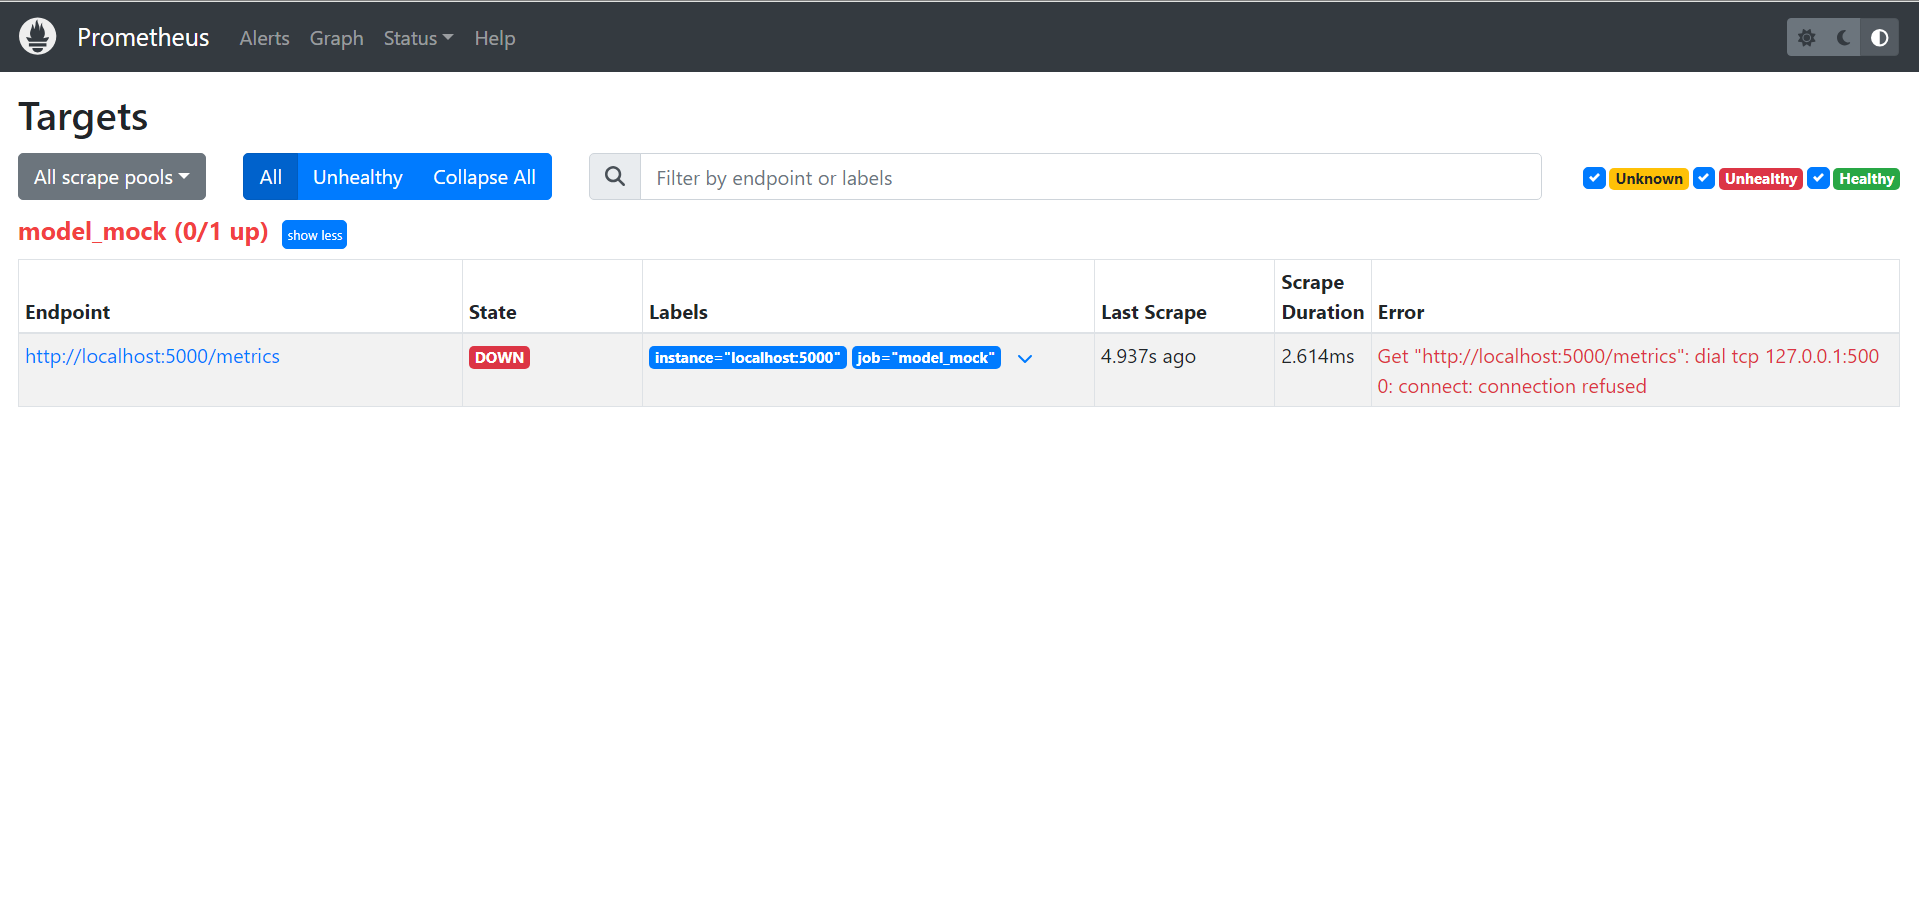 Prometheus Alerts Graph Status Help
Targets
All scrape pools All Unhealthy Collapse All Filter by endpoint or labels Unknown Unhealthy Healthy
model_mock (0/1 up) show less
Endpoint State Labels Last Scrape Scrape Duration Error
http://localhost:5000/metrics DOWN instance="localhost:5000" job="model_mock" 4.937s ago 2.614ms Get "http://localhost:5000/metrics": dial tcp 127.0.0.1:500
0: connect: connection refused